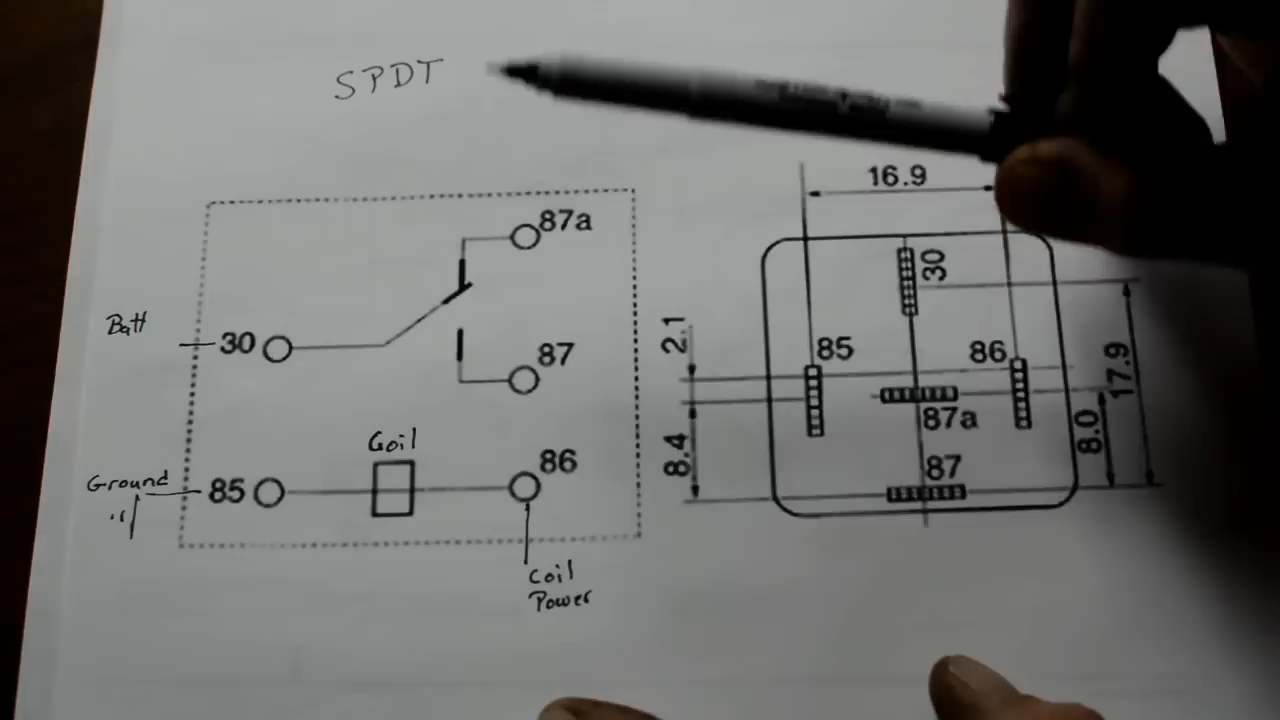 SPDT
87a
Batt
30
87
Coil
86
Ground
85
Coil
Power
16.9
30
2.1
85
86
17.9
87a
8.0
8.4
87